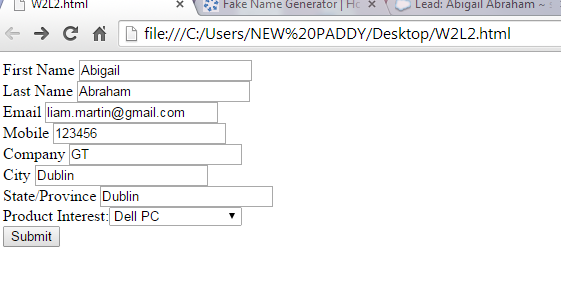 W2L2.html Fake Name Generator | Ho Lead: Abigail Abraham ~ s
file:///C:/Users/NEW%20PADDY/Desktop/W2L2.html
First Name Abigail
Last Name Abraham
Email liam.martin@gmail.com
Mobile 123456
Company GT
City Dublin
State/Province Dublin
Product Interest: Dell PC
Submit